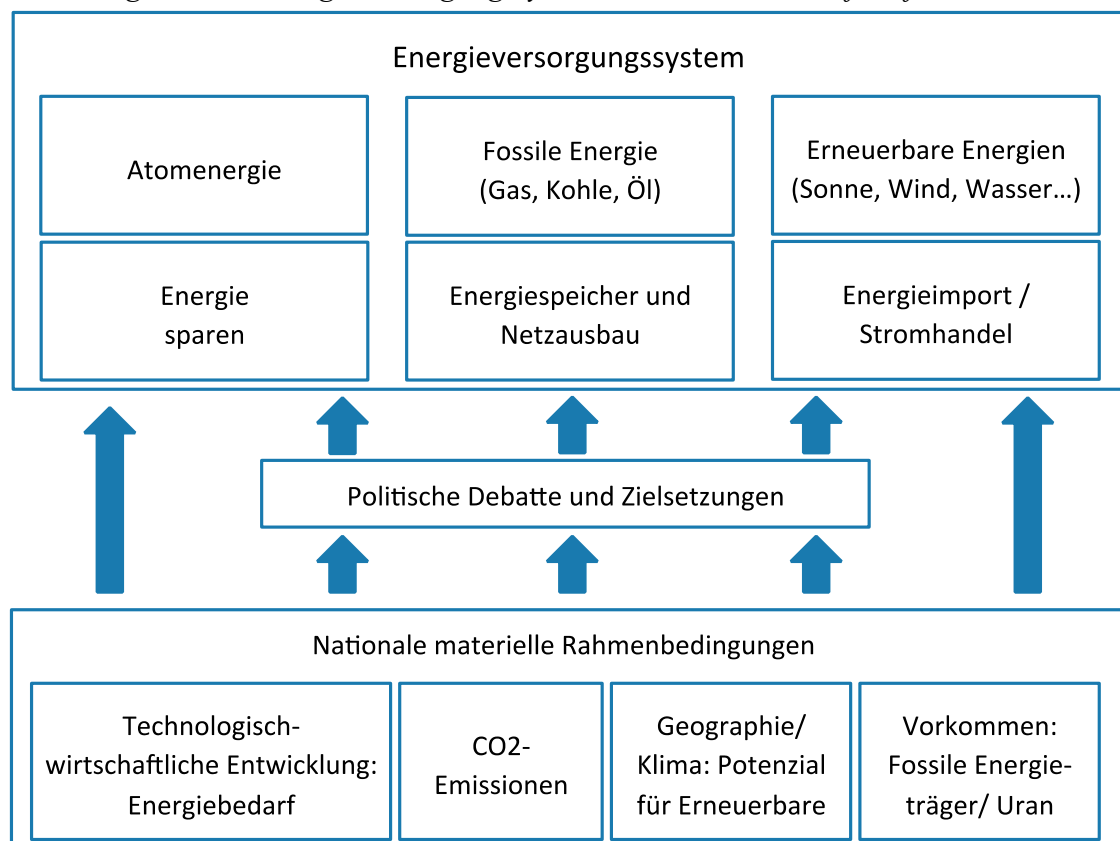 Energieversorgungssystem
Atomenergie
Fossile Energie
(Gas, Kohle, Öl)
Erneuerbare Energien
(Sonne, Wind, Wasser…)
Energie
sparen
Energiespeicher und
Netzausbau
Energieimport /
Stromhandel
Politische Debatte und Zielsetzungen
Nationale materielle Rahmenbedingungen
Technologisch-
wirtschaftliche Entwicklung:
Energiebedarf
CO2-
Emissionen
Geographie/
Klima: Potenzial
für Erneuerbare
Vorkommen:
Fossile Energie-
träger/ Uran